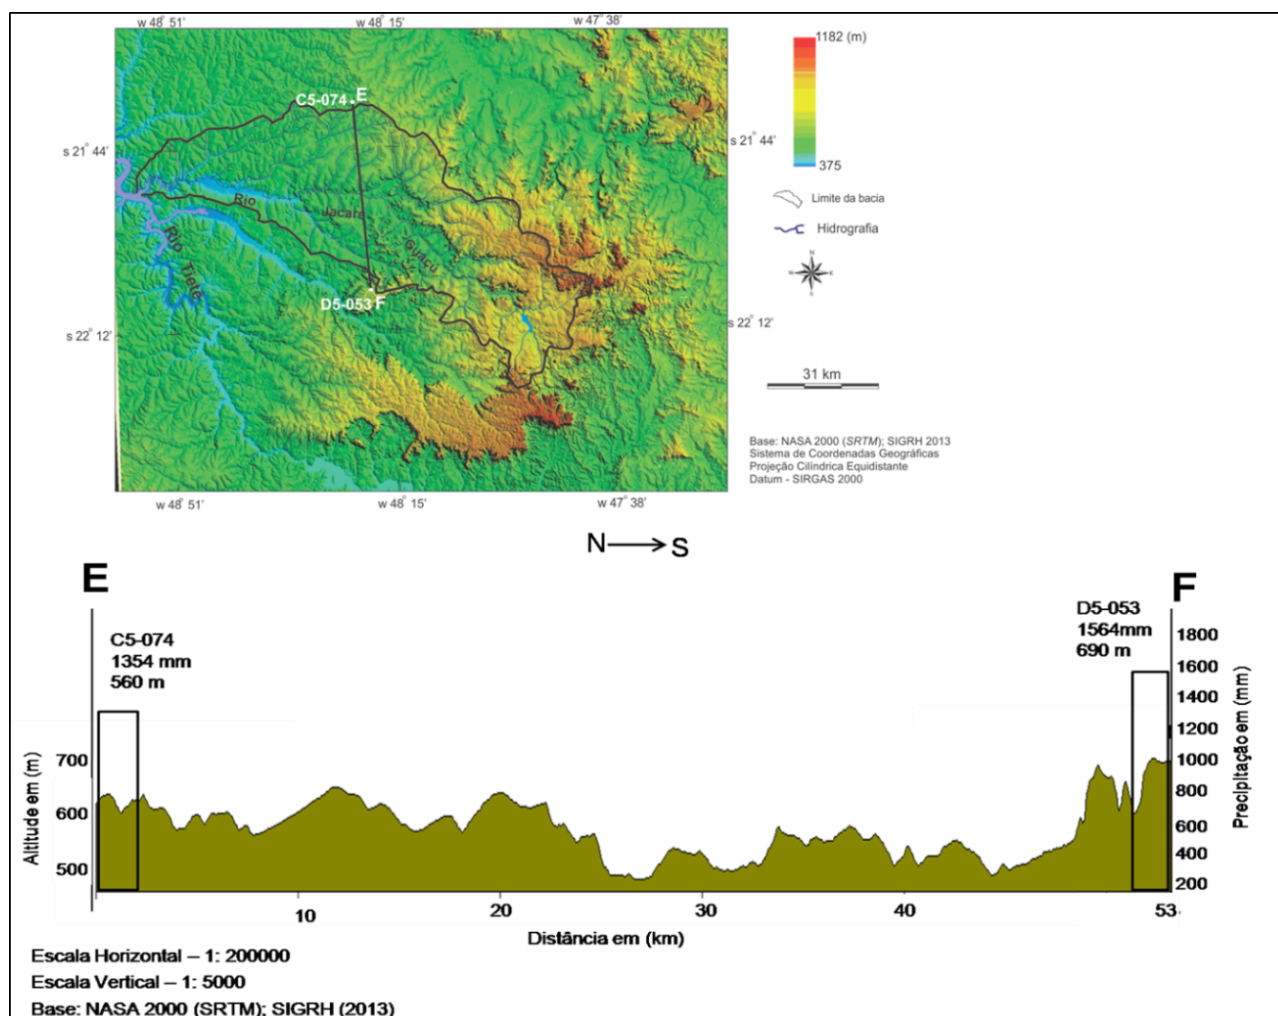 w 48° 51'
w 48° 15'
w 47° 38'
1182 (m)
C5-074
E
s 21° 44'
s 21° 44'
375
Limite da bacia
Rio
Jacaré
Guaçú
Hidrografia
Rio Tietê
N
W
E
S
D5-053
F
s 22° 12'
s 22° 12'
31 km
Base: NASA 2000 (SRTM); SIGRH 2013
Sistema de Coordenadas Geográficas
Projeção Cilíndrica Equidistante
Datum - SIRGAS 2000
w 48° 51'
w 48° 15'
w 47° 38'
N
S
E
F
C5-074
1354 mm
560 m
D5-053
1564mm
690 m
Altitude em (m)
700
600
500
1800
1600
1400
1200
1000
800
600
400
200
Precipitação em (mm)
10
20
30
40
53
Distância em (km)
Escala Horizontal – 1: 200000
Escala Vertical – 1: 5000
Base: NASA 2000 (SRTM); SIGRH (2013)